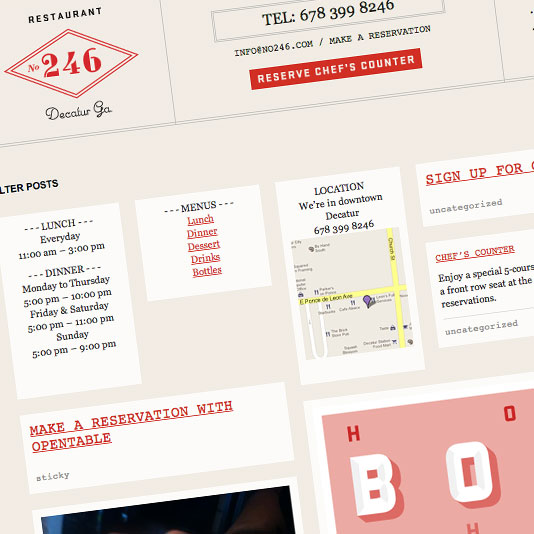 RESTAURANT
No 246
Decatur Ga.
TEL: 678 399 8246
INFO@NO246.COM / MAKE A RESERVATION
RESERVE CHEF'S COUNTER
LTER POSTS
--- LUNCH ---
Everyday
11:00 am – 3:00 pm
--- DINNER ---
Monday to Thursday
5:00 pm – 10:00 pm
Friday & Saturday
5:00 pm – 11:00 pm
Sunday
5:00 pm – 9:00 pm
--- MENUS ---
Lunch
Dinner
Dessert
Drinks
Bottles
LOCATION
We're in downtown
Decatur
678 399 8246
Church St
E Ponce de Leon Ave
SIGN UP FOR
uncategorized
CHEF'S COUNTER
Enjoy a special 5-cours
a front row seat at the
reservations.
uncategorized
MAKE A RESERVATION WITH
OPENTABLE
sticky
H O
BO
H